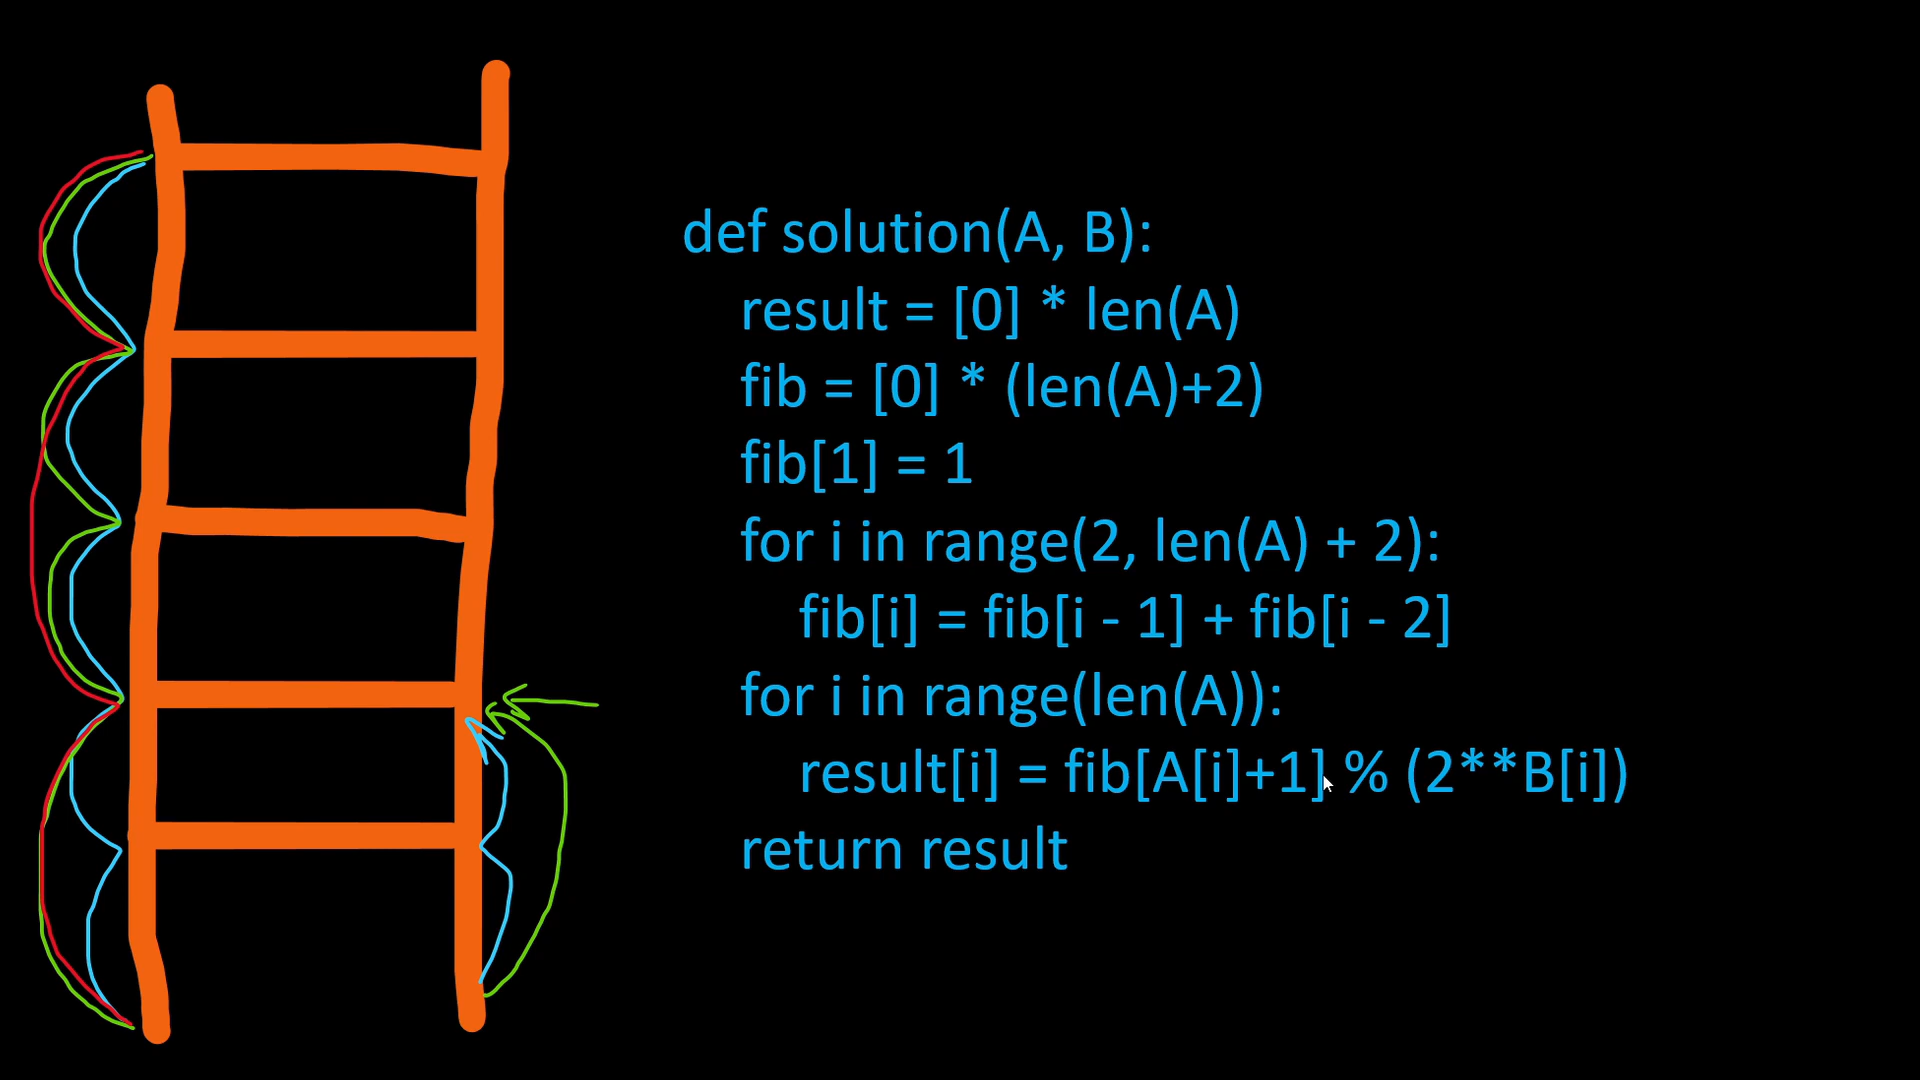 def solution(A, B):
result = [0] * len(A)
fib = [0] * (len(A)+2)
fib[1] = 1
for i in range(2, len(A) + 2):
fib[i] = fib[i - 1] + fib[i - 2]
for i in range(len(A)):
result[i] = fib[A[i]+1] % (2**B[i])
return result